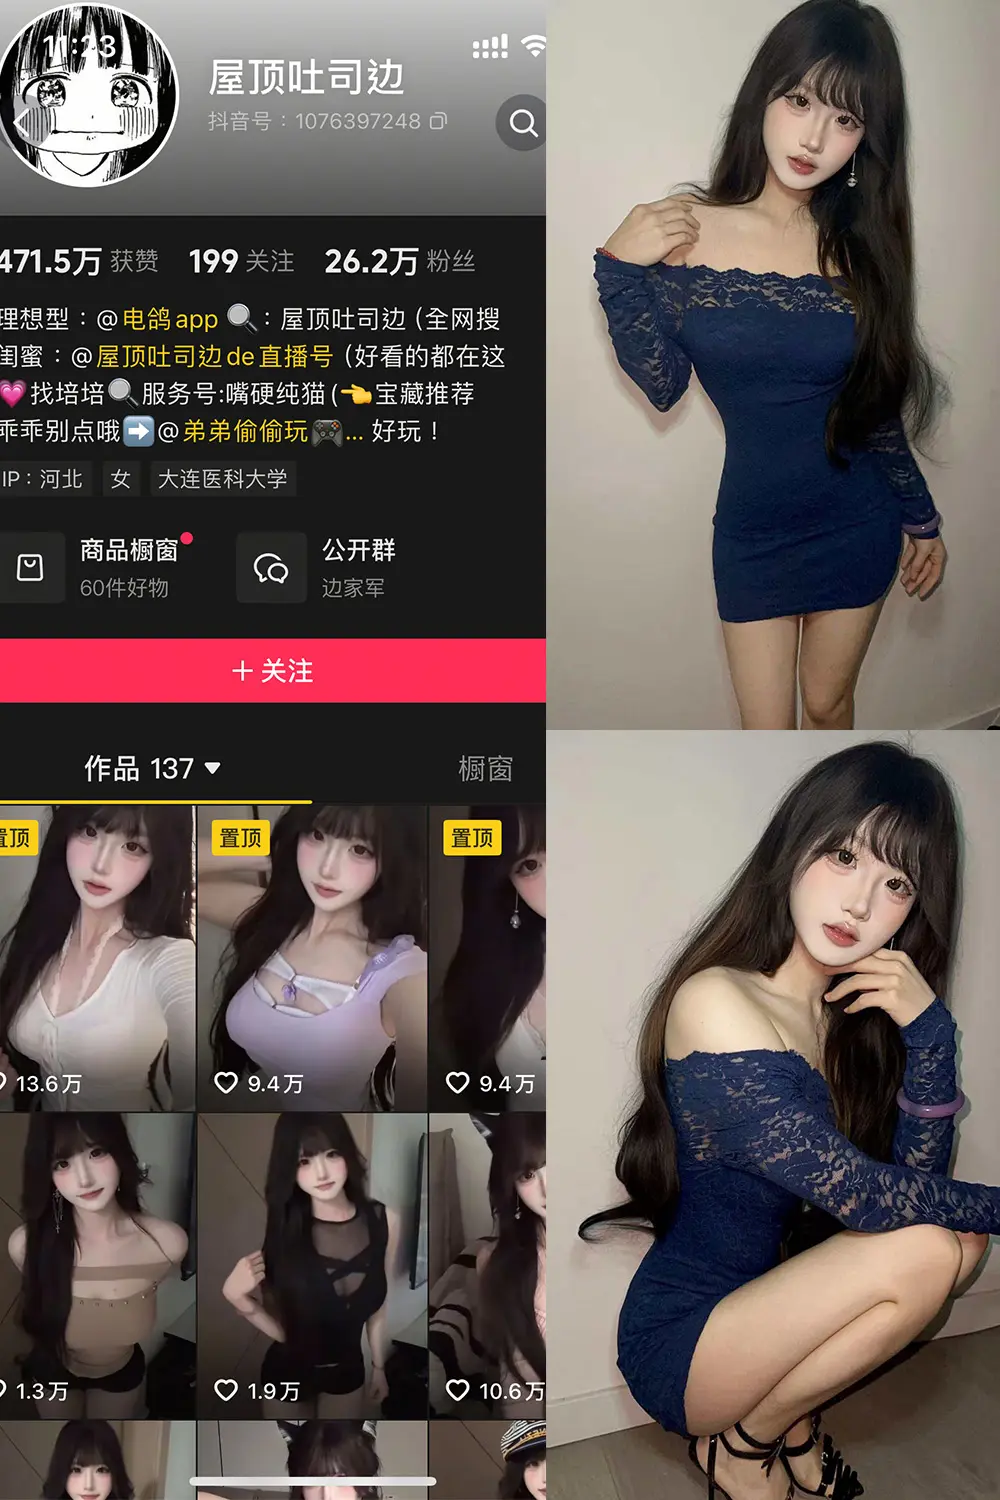 11:23
屋顶吐司边
抖音号：1076397248
471.5万 获赞 199 关注 26.2万 粉丝
理想型：@电鸽app 🔍：屋顶吐司边 (全网搜
闺蜜：@屋顶吐司边de直播号 (好看的都在这
💗找培培🔍服务号:嘴硬纯猫(👈宝藏推荐
乖乖别点哦➡️@弟弟偷偷玩🎮... 好玩！
IP：河北 女 大连医科大学
商品橱窗 公开群
60件好物 边家军
+ 关注
作品 137 橱窗
置顶 置顶 置顶
13.6万 9.4万 9.4万
1.3万 1.9万 10.6万